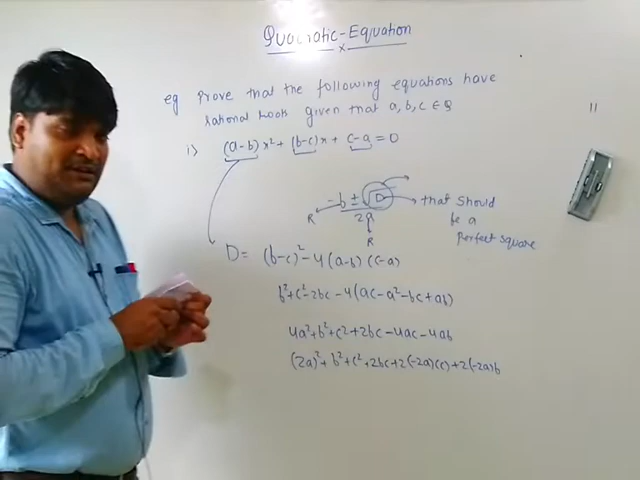 Quadratic-Equation
x
eg Prove that the following equations have
rational roots given that a, b, c ∈ Q
i) (a-b)x² + (b-c)x + c-a = 0
-b ± √D → that should
be a
perfect square
2a
R
R
D = (b-c)² - 4(a-b)(c-a)
b²+c²-2bc - 4(ac-a²-bc+ab)
4a²+b²+c²+2bc-4ac-4ab
(2a)²+b²+c²+2bc+2(-2a)(c)+2(-2a)b